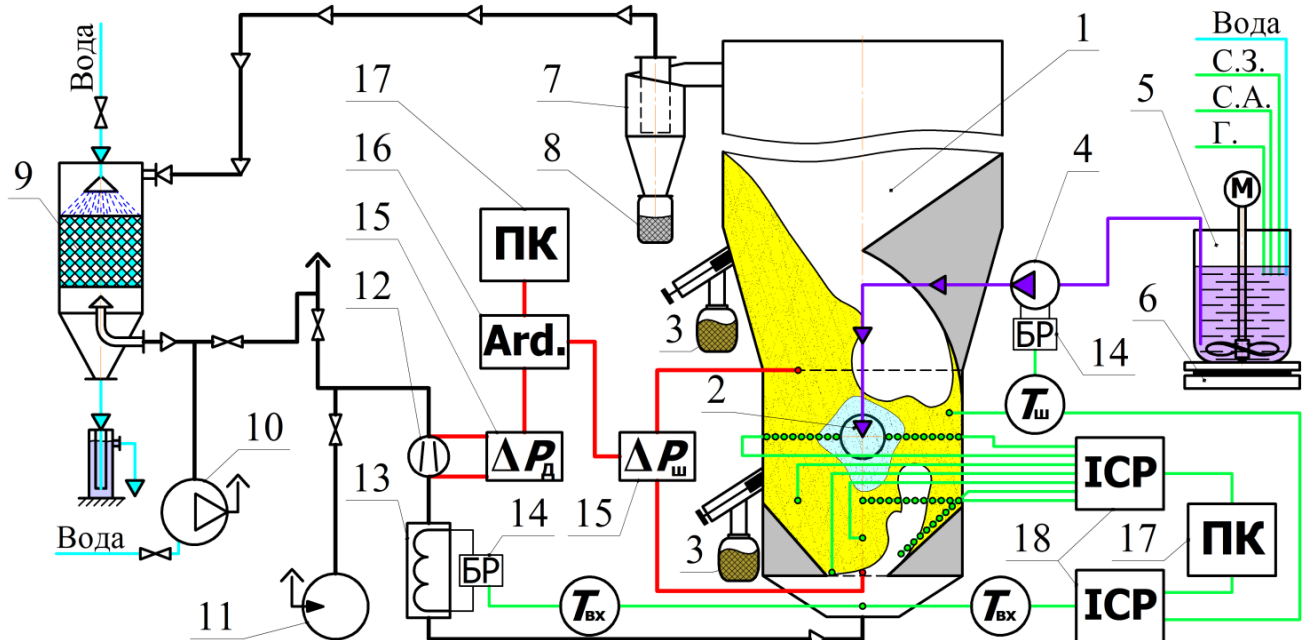 Вода
17
7
1
Вода
С.З.
5
С.А.
16
8
4
Г.
9
М
15
ПК
12
Ard.
3
БР
14
6
2
Tш
10
ΔPд
ΔPш
ICP
13
14
15
Вода
БР
3
18
17
ПК
11
Tвх
Tвх
ICP